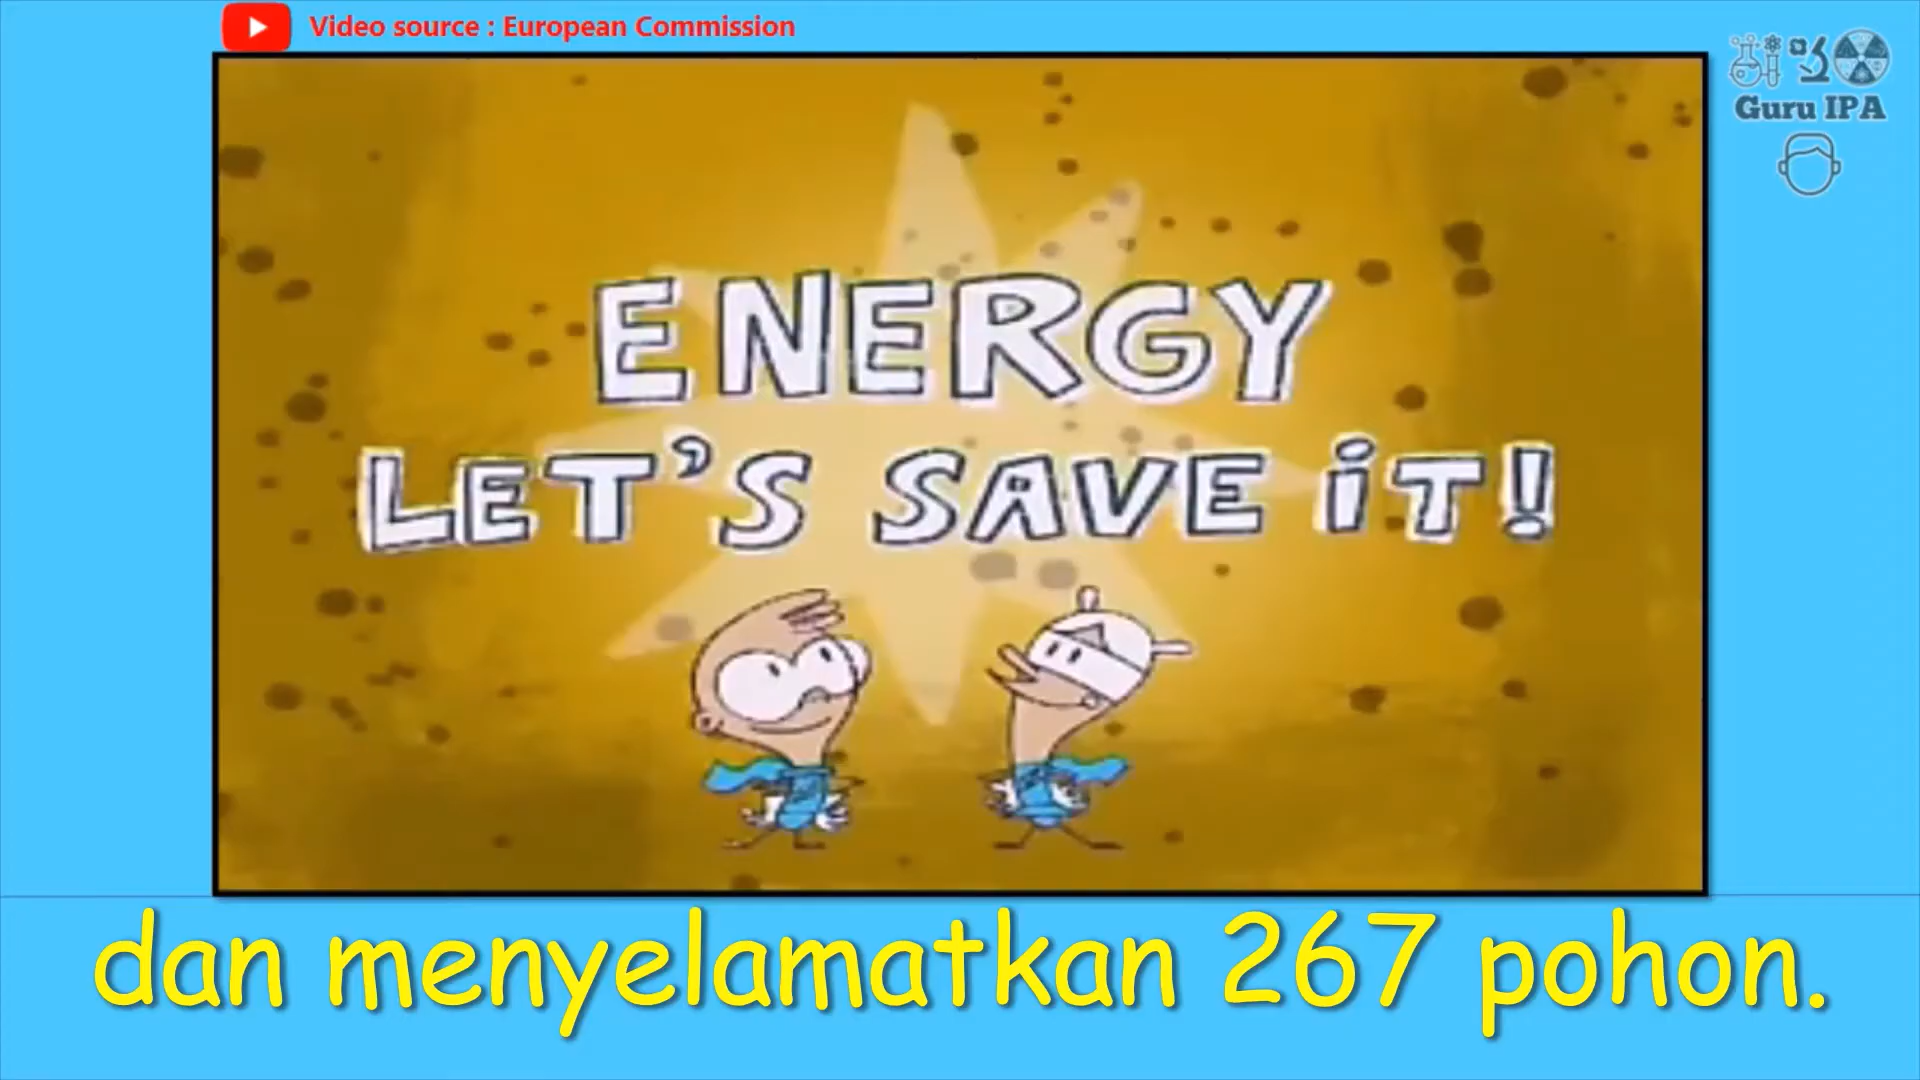 Video source : European Commission
Guru IPA
ENERGY
LET'S SAVE iT!
dan menyelamatkan 267 pohon.